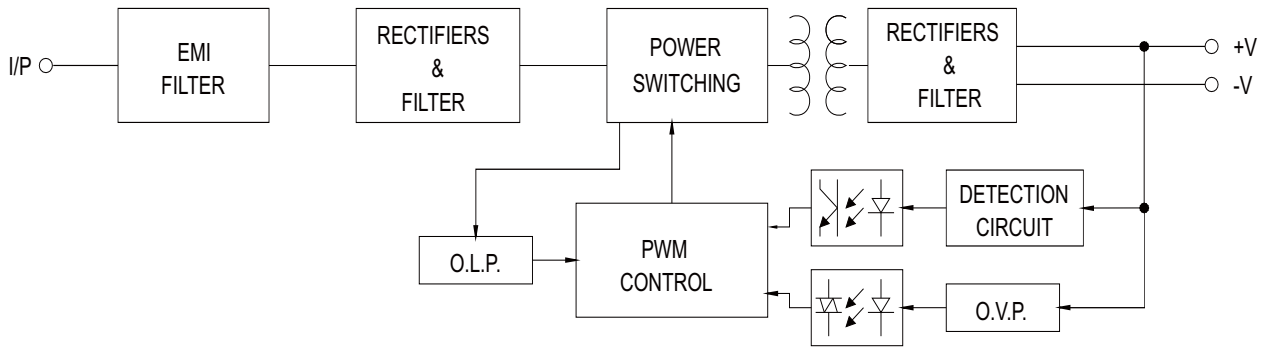 I/P
EMI
FILTER
RECTIFIERS
&
FILTER
POWER
SWITCHING
RECTIFIERS
&
FILTER
+V
-V
O.L.P.
PWM
CONTROL
DETECTION
CIRCUIT
O.V.P.